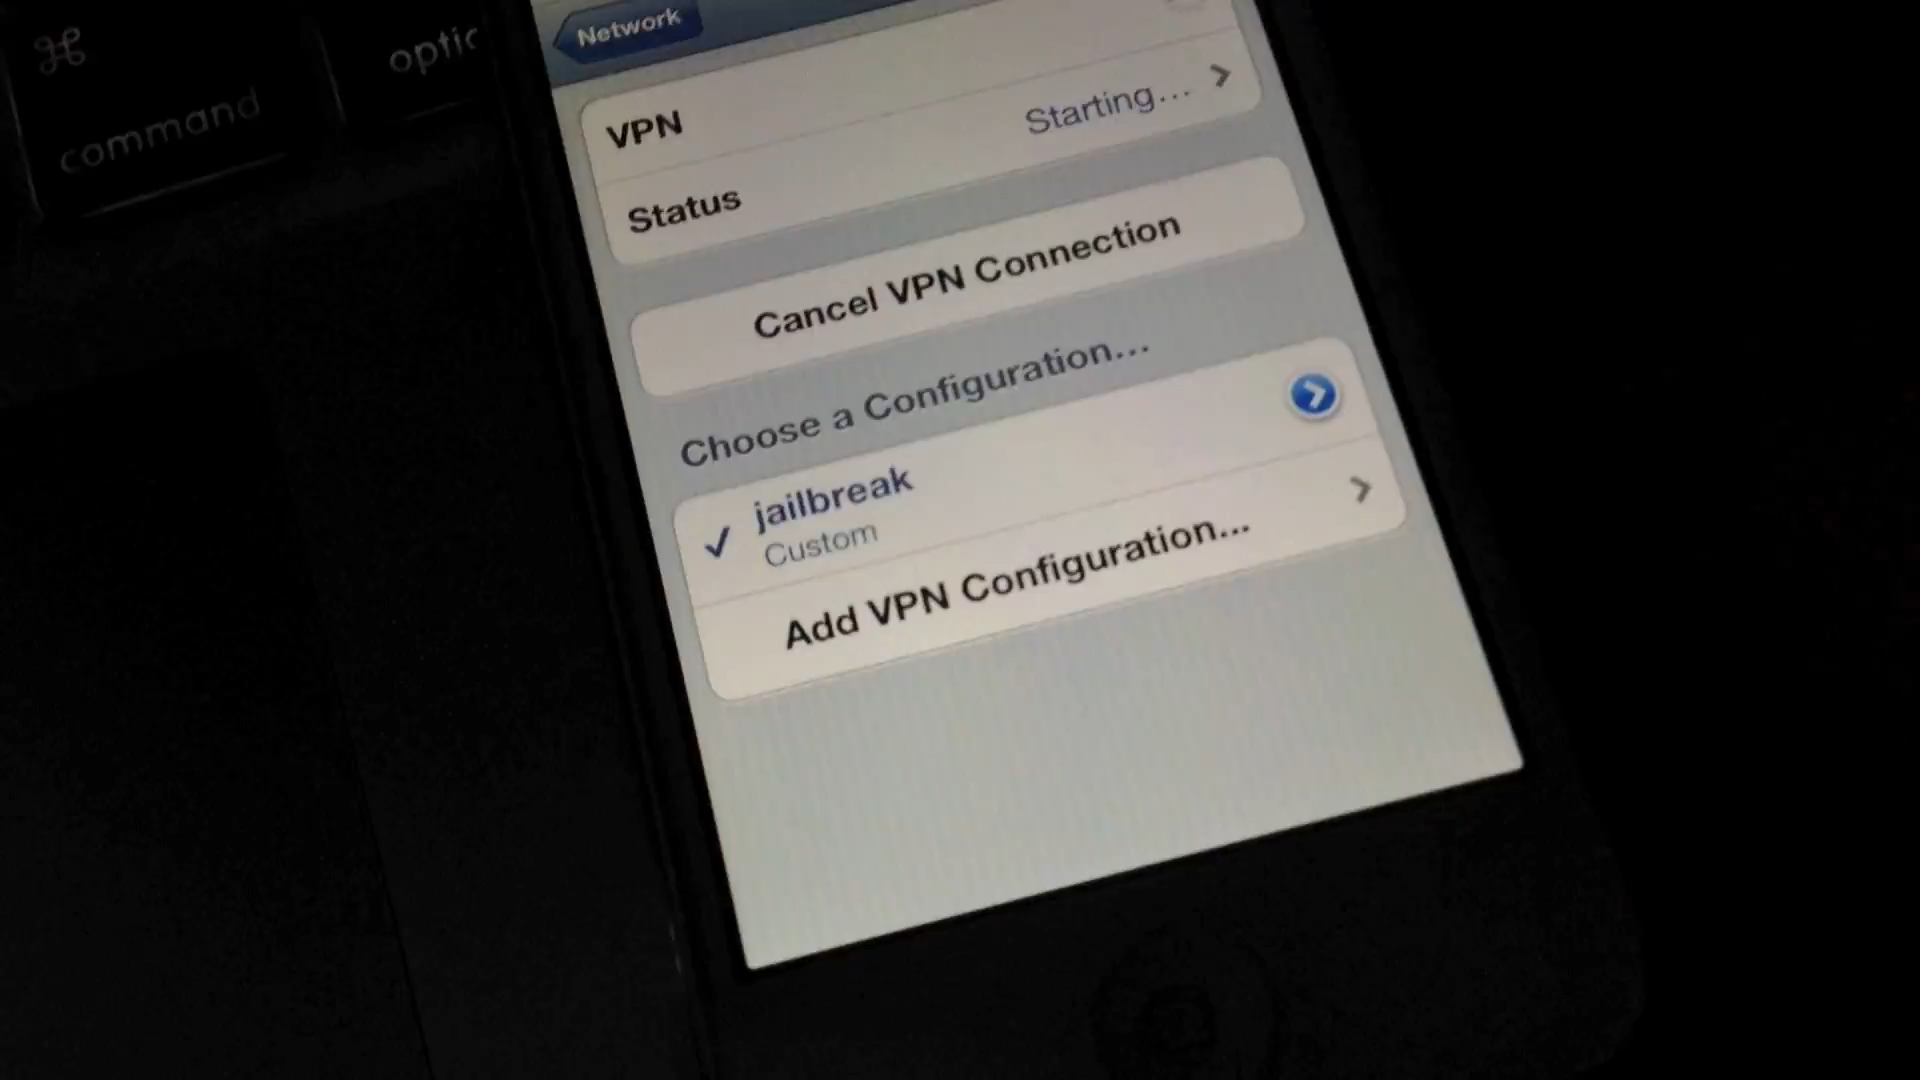 ⌘
command
optic
Network
VPN
Starting...
Status
Cancel VPN Connection
Choose a Configuration...
jailbreak
Custom
Add VPN Configuration...